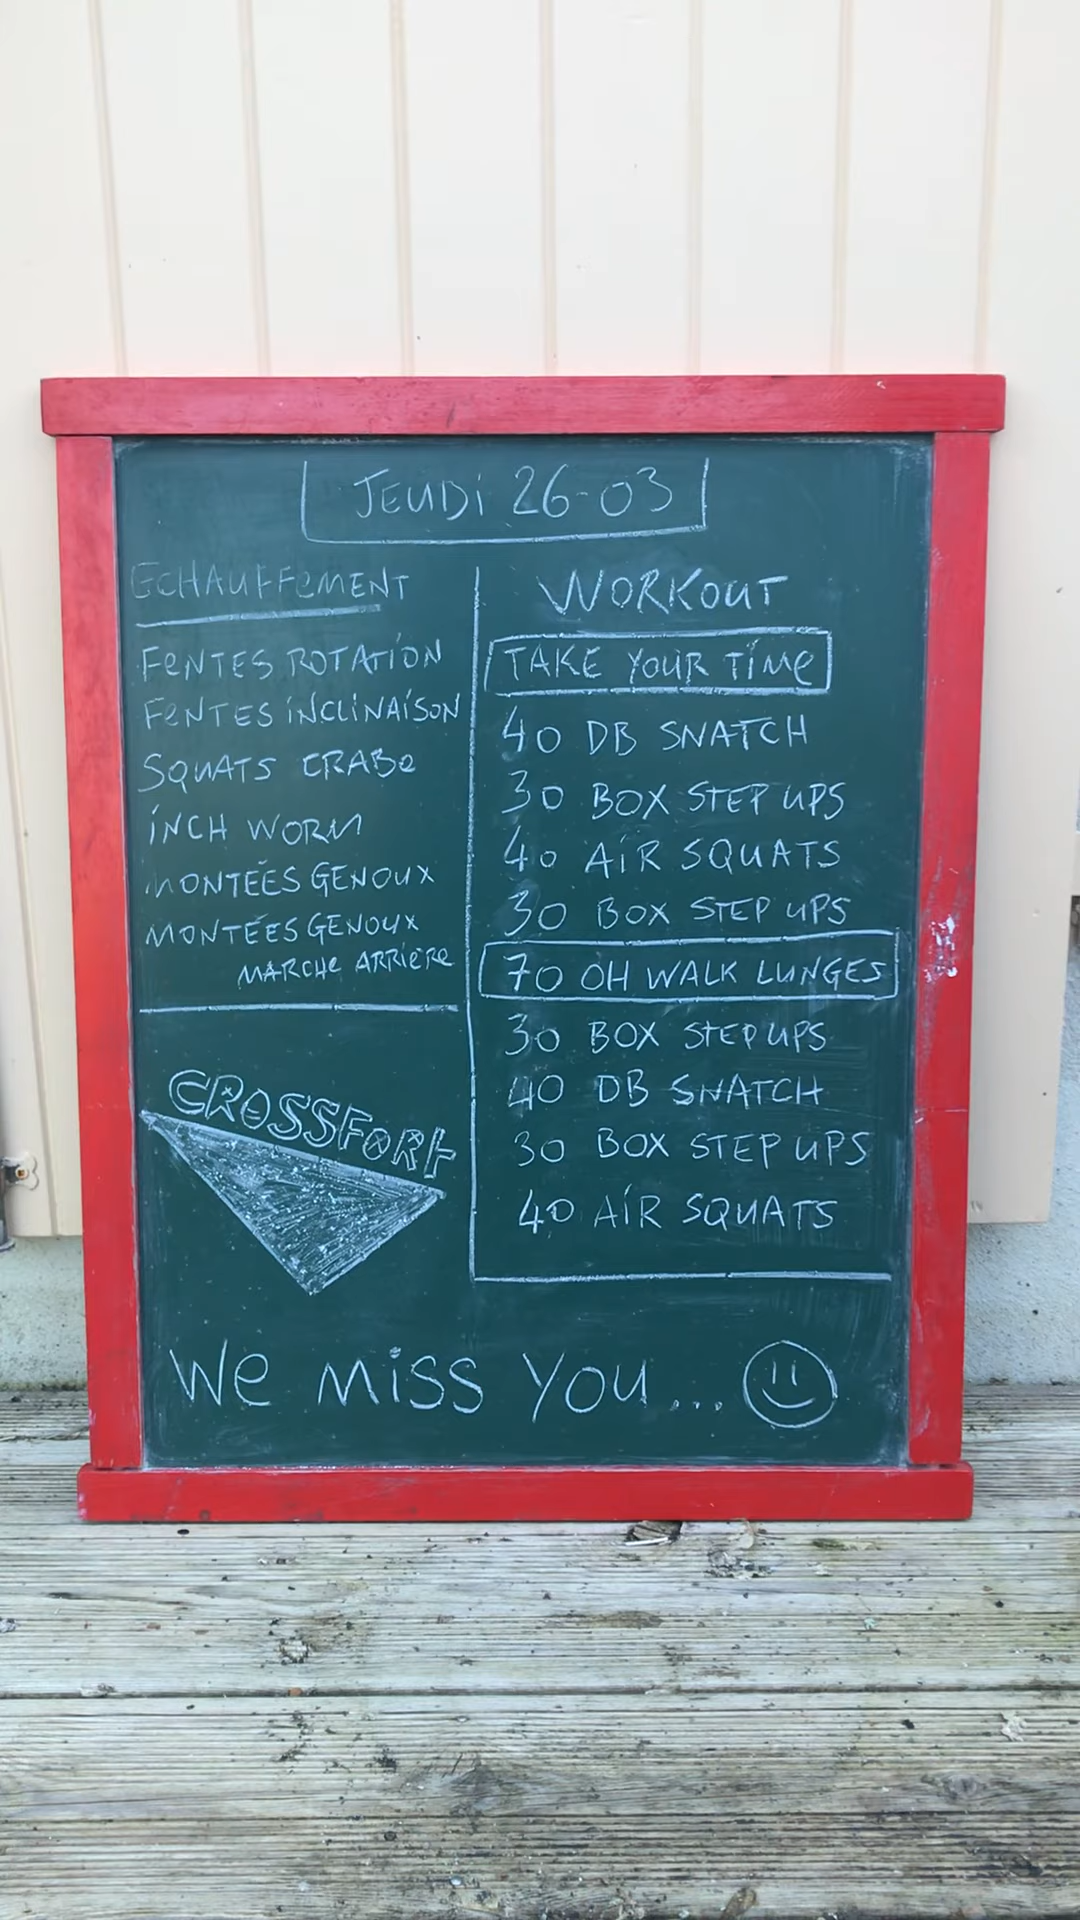 JEUDi 26-03
ECHAUFFeMENT
FeNTES ROTATiON
FeNTES iNCLiNAiSON
SQUATS CRABe
iNCH WORM
MONTÉES GENOUX
MONTÉES GENOUX
MARCHe ARRiERe
CROSSFORT
WORKOUT
TAKE YOUR TiMe
40 DB SNATCH
30 BOX STEP UPS
40 AiR SQUATS
30 BOX STEP UPS
70 OH WALK LUNGES
30 BOX STEP UPS
40 DB SNATCH
30 BOX STEP UPS
40 AiR SQUATS
We miSS YOU...